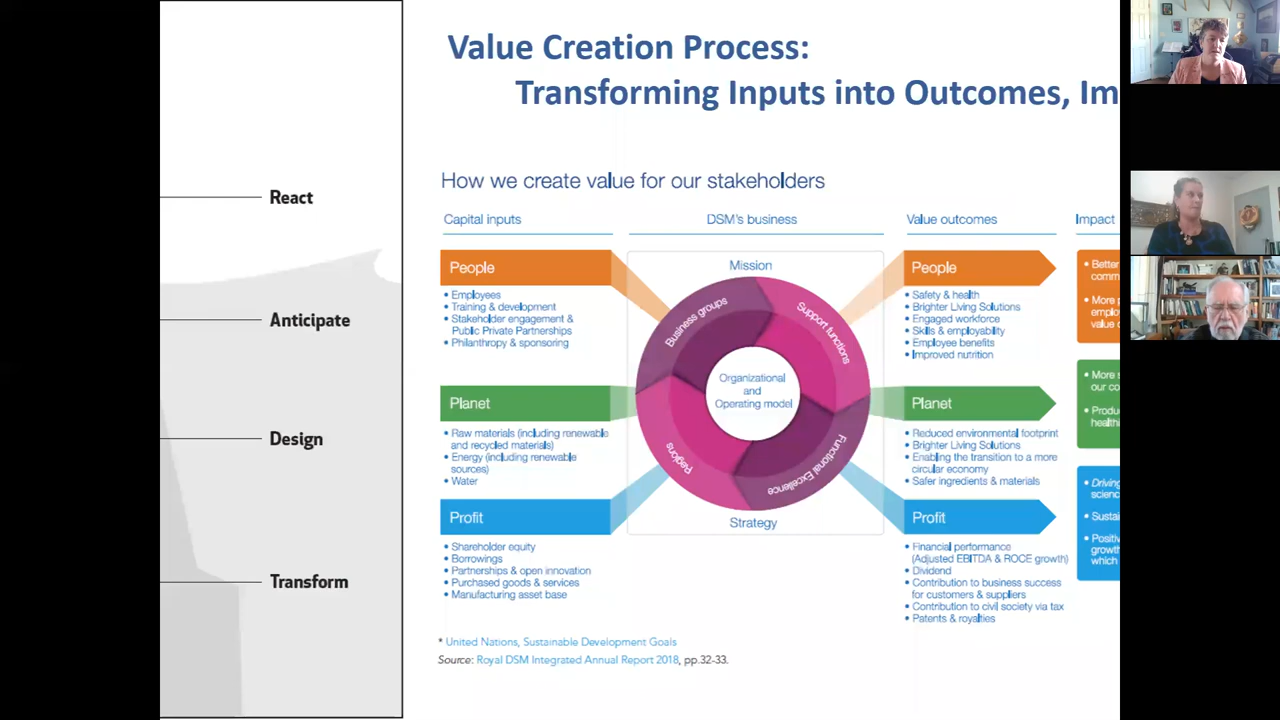 Value Creation Process:
Transforming Inputs into Outcomes, Im
React
Anticipate
Design
Transform
How we create value for our stakeholders
Capital inputs
People
• Employees
• Training & development
• Stakeholder engagement &
Public Private Partnerships
• Philanthropy & sponsoring
Planet
• Raw materials (including renewable
and recycled materials)
• Energy (including renewable
sources)
• Water
Profit
• Shareholder equity
• Borrowings
• Partnerships & open innovation
• Purchased goods & services
• Manufacturing asset base
DSM's business
Mission
Business groups
Support functions
Organizational
and
Operating model
Regions
Functional Excellence
Strategy
Value outcomes
People
• Safety & health
• Brighter Living Solutions
• Engaged workforce
• Skills & employability
• Employee benefits
• Improved nutrition
Planet
• Reduced environmental footprint
• Brighter Living Solutions
• Enabling the transition to a more
circular economy
• Safer ingredients & materials
Profit
• Financial performance
(Adjusted EBITDA & ROCE growth)
• Dividend
• Contribution to business success
for customers & suppliers
• Contribution to civil society via tax
• Patents & royalties
Impact
• Better
comm
• More p
employ
value c
• More s
our co
• Produ
healthi
• Driving
scienc
• Sustai
• Positiv
growth
which
* United Nations, Sustainable Development Goals
Source: Royal DSM Integrated Annual Report 2018, pp.32-33.